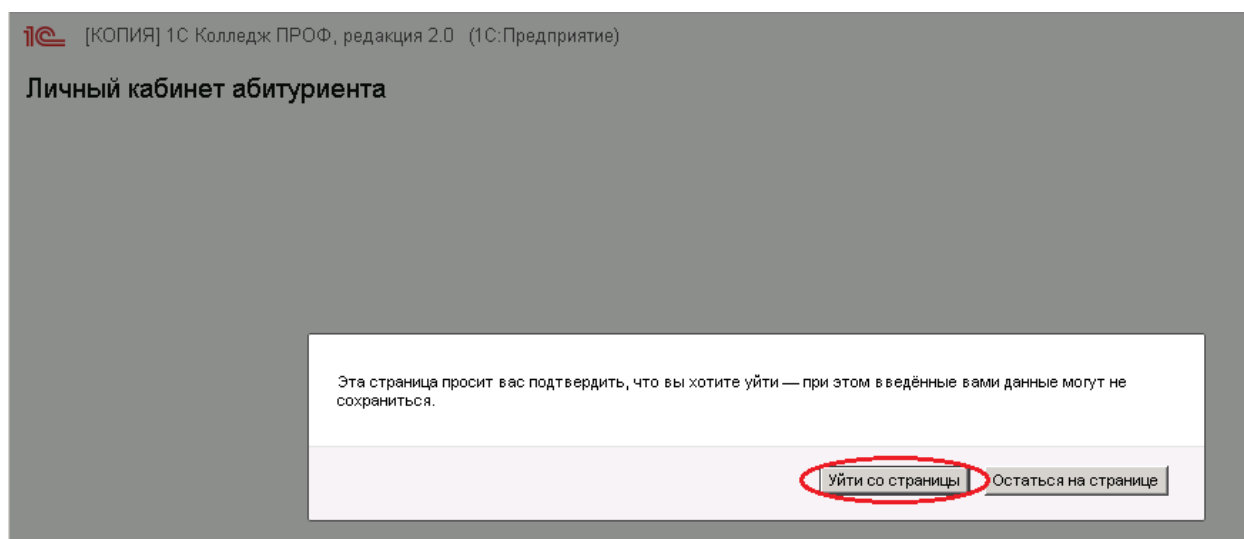 1С [КОПИЯ] 1С Колледж ПРОФ, редакция 2.0 (1С:Предприятие)
Личный кабинет абитуриента
Эта страница просит вас подтвердить, что вы хотите уйти — при этом введённые вами данные могут не
сохраниться.
Уйти со страницы Остаться на странице